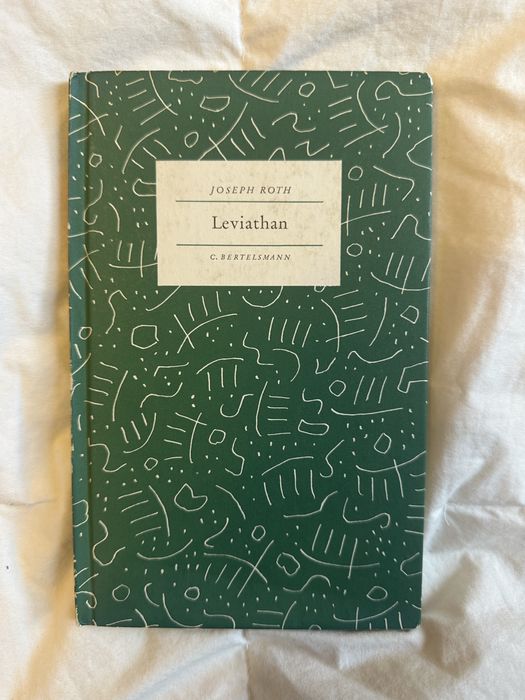 JOSEPH ROTH
Leviathan
C. BERTELSMANN